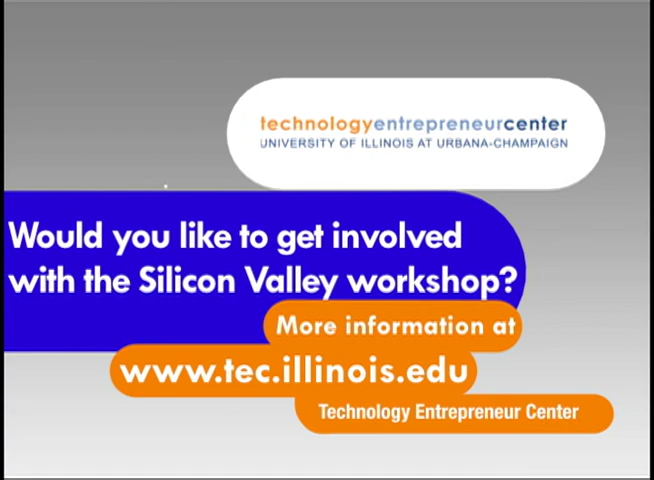 technologyentrepreneurcenter
UNIVERSITY OF ILLINOIS AT URBANA-CHAMPAIGN
Would you like to get involved
with the Silicon Valley workshop?
More information at
www.tec.illinois.edu
Technology Entrepreneur Center